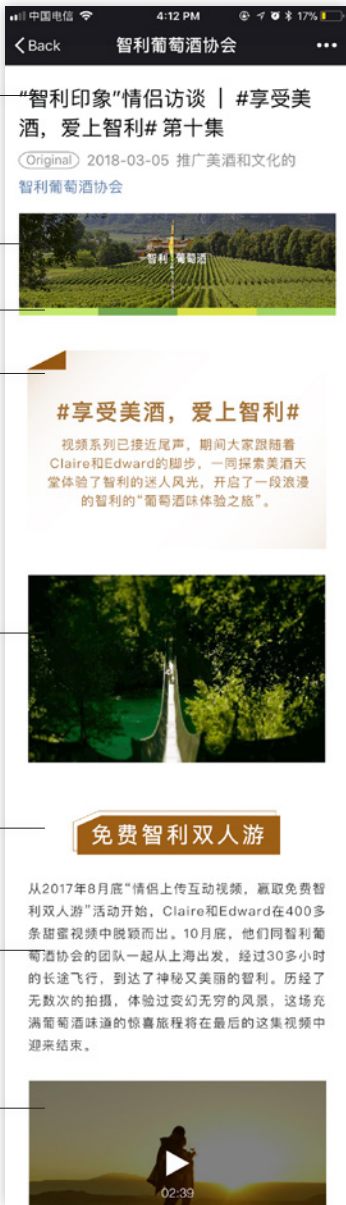 中国电信 4:12 PM 17%
Back 智利葡萄酒协会 •••
“智利印象”情侣访谈 | #享受美
酒，爱上智利# 第十集
Original 2018-03-05 推广美酒和文化的
智利葡萄酒协会
智利 葡萄酒
#享受美酒，爱上智利#
视频系列已接近尾声，期间大家跟随着
Claire和Edward的脚步，一同探索美酒天
堂体验了智利的迷人风光，开启了一段浪漫
的智利的“葡萄酒味体验之旅”。
免费智利双人游
从2017年8月底“情侣上传互动视频，赢取免费智
利双人游”活动开始，Claire和Edward在400多
条甜蜜视频中脱颖而出。10月底，他们同智利葡
萄酒协会的团队一起从上海出发，经过30多小时
的长途飞行，到达了神秘又美丽的智利。历经了
无数次的拍摄，体验过变幻无穷的风景，这场充
满葡萄酒味道的惊喜旅程将在最后的这集视频中
迎来结束。
02:39